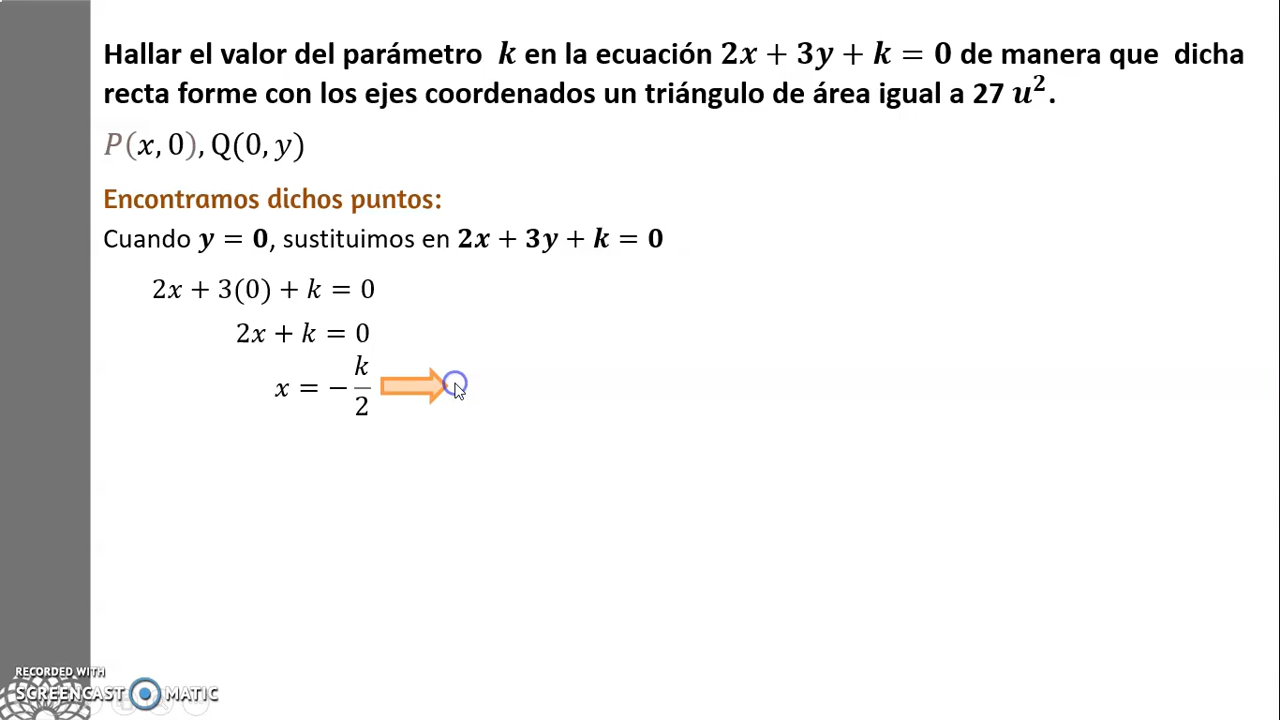 Hallar el valor del parámetro k en la ecuación 2x + 3y + k = 0 de manera que dicha
recta forme con los ejes coordenados un triángulo de área igual a 27 u².
P(x, 0), Q(0, y)
Encontramos dichos puntos:
Cuando y = 0, sustituimos en 2x + 3y + k = 0
2x + 3(0) + k = 0
2x + k = 0
x = − k/2
RECORDED WITH
SCREENCAST MATIC